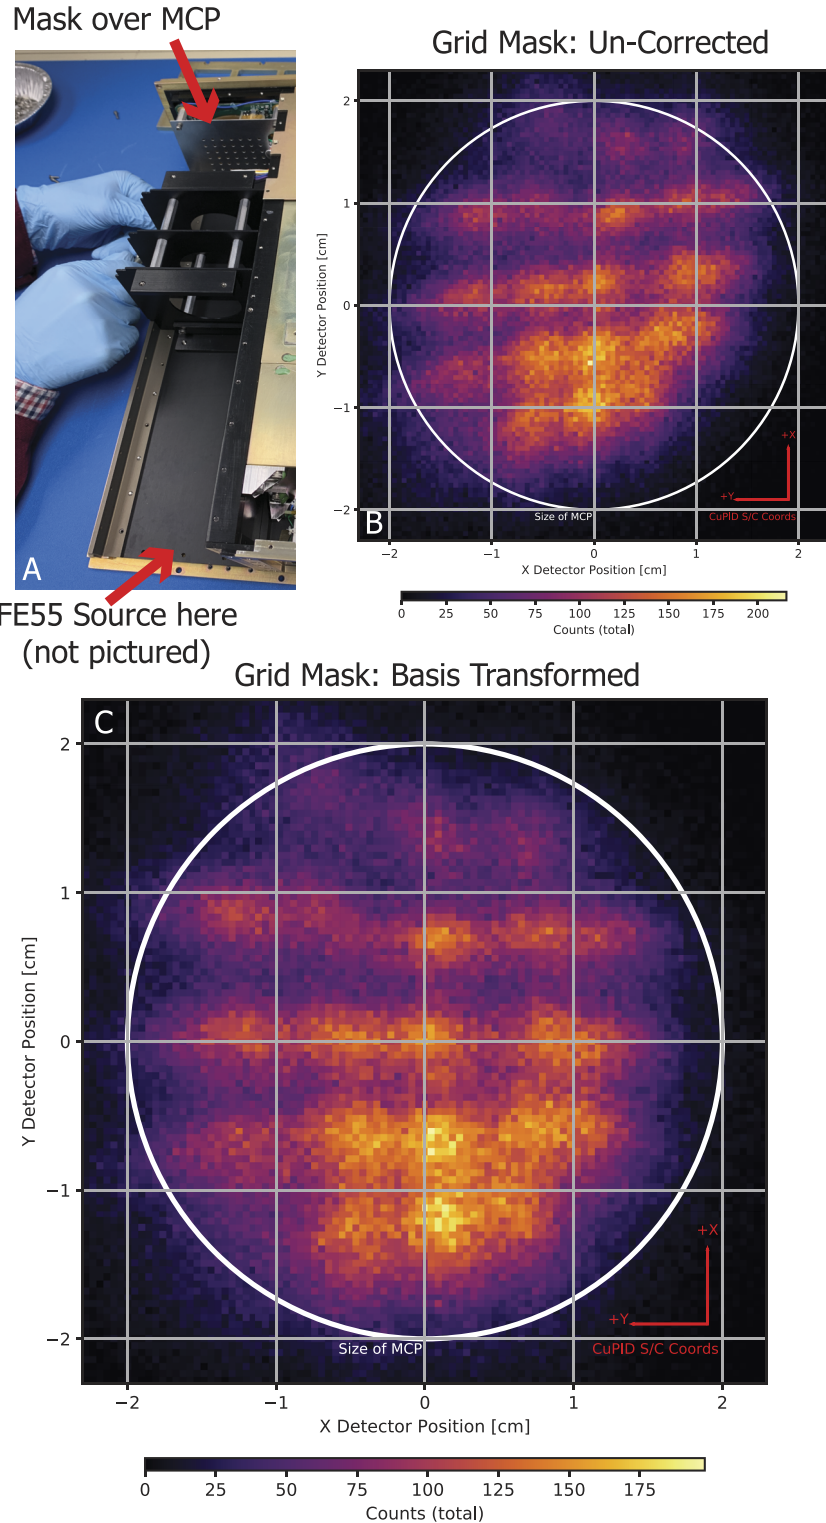 Mask over MCP
A
FE55 Source here
(not pictured)
Grid Mask: Un-Corrected
Y Detector Position [cm]
2
1
0
−1
−2
+X
+Y
CuPID S/C Coords
Size of MCP
B
−2 −1 0 1 2
X Detector Position [cm]
0 25 50 75 100 125 150 175 200
Counts (total)
Grid Mask: Basis Transformed
C
Y Detector Position [cm]
2
1
0
−1
−2
+X
+Y
CuPID S/C Coords
Size of MCP
−2 −1 0 1 2
X Detector Position [cm]
0 25 50 75 100 125 150 175
Counts (total)